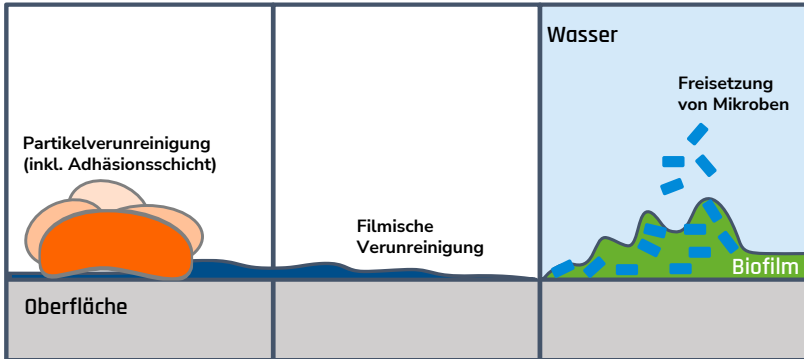 Wasser
Freisetzung
von Mikroben
Partikelverunreinigung
(inkl. Adhäsionsschicht)
Filmische
Verunreinigung
Biofilm
Oberfläche